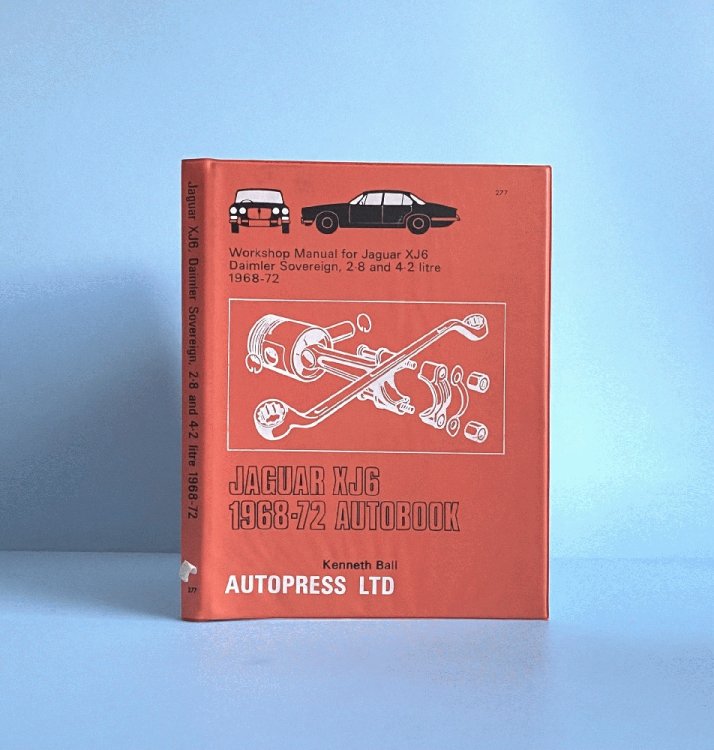 277
Workshop Manual for Jaguar XJ6
Daimler Sovereign, 2·8 and 4·2 litre
1968-72
JAGUAR XJ6
1968-72 AUTOBOOK
Kenneth Ball
AUTOPRESS LTD
Jaguar XJ6, Daimler Sovereign, 2·8 and 4·2 litre 1968-72